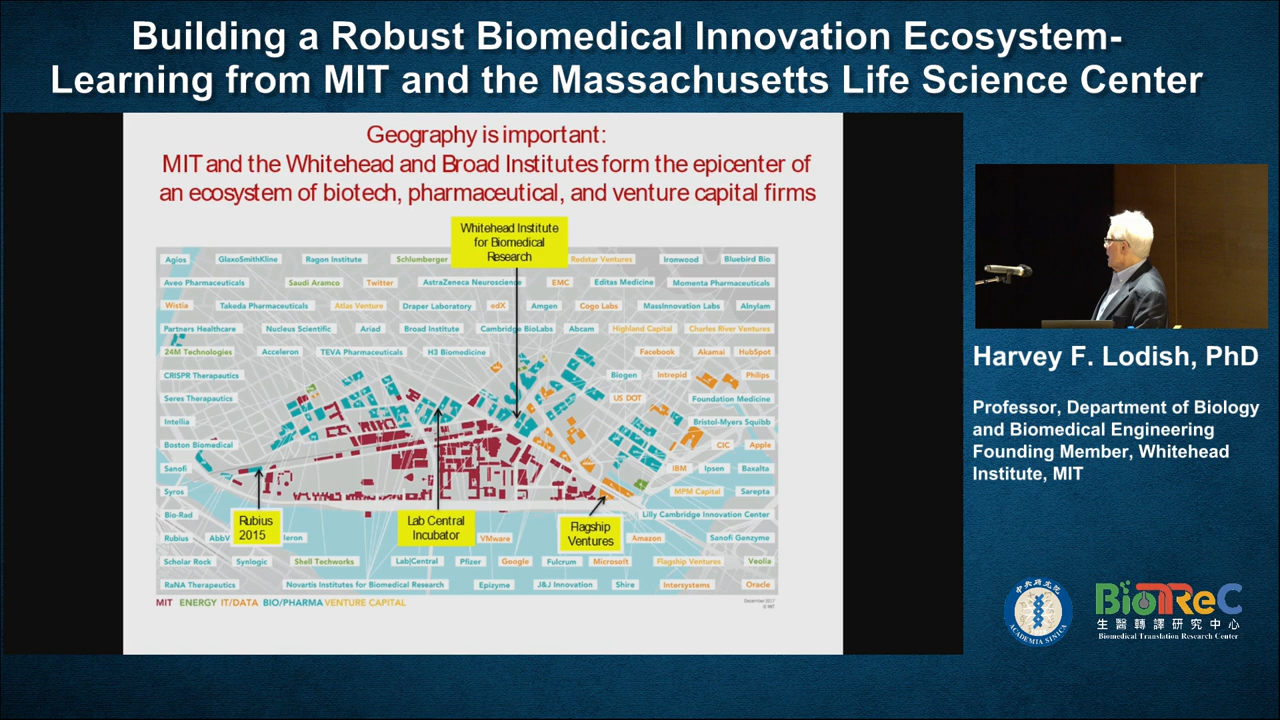 Building a Robust Biomedical Innovation Ecosystem-
Learning from MIT and the Massachusetts Life Science Center
Geography is important:
MIT and the Whitehead and Broad Institutes form the epicenter of
an ecosystem of biotech, pharmaceutical, and venture capital firms
Whitehead Institute
for Biomedical
Research
Agios GlaxoSmithKline Ragon Institute Schlumberger Redstar Ventures Ironwood Bluebird Bio
Aveo Pharmaceuticals Saudi Aramco Twitter AstraZeneca Neuroscience EMC Editas Medicine Momenta Pharmaceuticals
Wistia Takeda Pharmaceuticals Atlas Venture Draper Laboratory edX Amgen Cogo Labs MassInnovation Labs Alnylam
Partners Healthcare Nucleus Scientific Ariad Broad Institute Cambridge BioLabs Abcam Highland Capital Charles River Ventures
24M Technologies Acceleron TEVA Pharmaceuticals H3 Biomedicine Facebook Akamai HubSpot
CRISPR Therapeutics Biogen Intrepid Philips
Seres Therapeutics US DOT Foundation Medicine
Intellia Bristol-Myers Squibb
Boston Biomedical CIC Apple
Sanofi IBM Ipsen Baxalta
Syros MPM Capital Sarepta
Bio-Rad Lilly Cambridge Innovation Center
Rubius
2015
Lab Central
Incubator
Flagship
Ventures
Rubius AbbV leron VMware Amazon Sanofi Genzyme
Scholar Rock Synlogic Shell Techworks Lab|Central Pfizer Google Fulcrum Microsoft Flagship Ventures Veolia
RaNA Therapeutics Novartis Institutes for Biomedical Research Epizyme J&J Innovation Shire Intersystems Oracle
MIT ENERGY IT/DATA BIO/PHARMA VENTURE CAPITAL
December 2017
© MIT
Harvey F. Lodish, PhD
Professor, Department of Biology
and Biomedical Engineering
Founding Member, Whitehead
Institute, MIT
中央研究院
ACADEMIA SINICA
BioTReC
生醫轉譯研究中心
Biomedical Translation Research Center